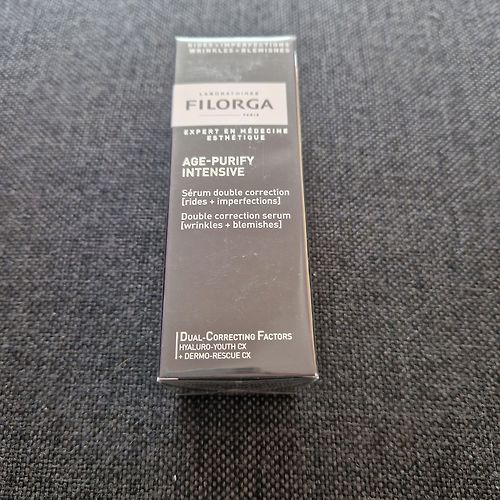 RIDES + IMPERFECTIONS
WRINKLES + BLEMISHES
LABORATOIRES
FILORGA
PARIS
EXPERT EN MÉDECINE
ESTHÉTIQUE
AGE-PURIFY
INTENSIVE
Sérum double correction
[rides + imperfections]
Double correction serum
[wrinkles + blemishes]
DUAL-CORRECTING FACTORS
HYALURO-YOUTH CX
+ DERMO-RESCUE CX